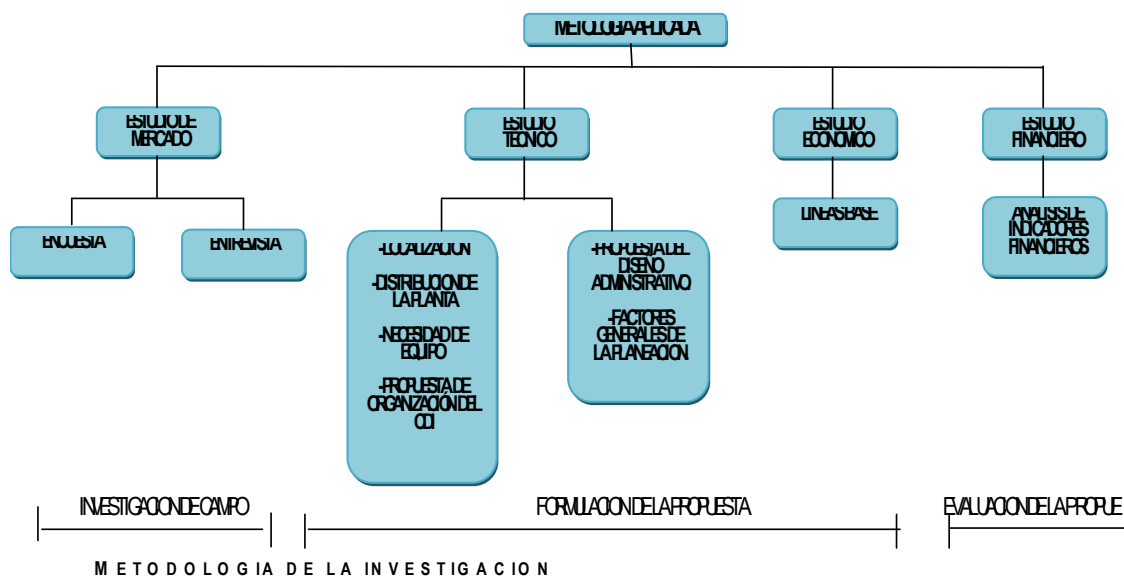 METOLOGIA APLICADA
ESTUDIO DE
MERCADO
ESTUDIO
TECNICO
ESTUDIO
ECONOMICO
ESTUDIO
FINANCIERO
ENCUESTA
ENTREVISTA
-LOCALIZACION
-DISTRIBUCION DE
LA PLANTA
-NECESIDAD DE
EQUIPO
-PROPUESTA DE
ORGANIZACIÓN DEL
CDI
-PROPUESTA DEL
DISEÑO
ADMINISTRATIVO.
-FACTORES
GENERALES DE
LA PLANEACION.
LINEAS BASE
ANALISIS DE
INDICADORES
FINANCIEROS
INVESTIGACION DE CAMPO
FORMULACION DE LA PROPUESTA
EVALUACION DE LA PROPUE
METODOLOGIA DE LA INVESTIGACION